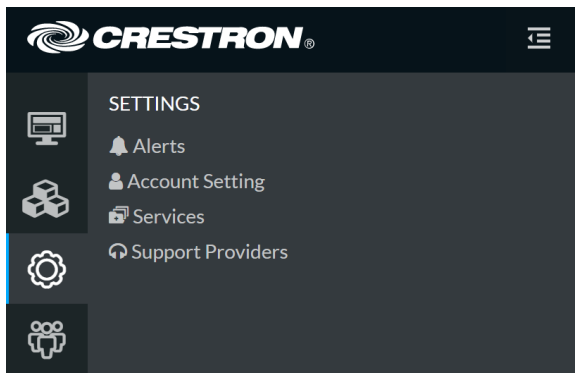 CRESTRON®
SETTINGS
Alerts
Account Setting
Services
Support Providers